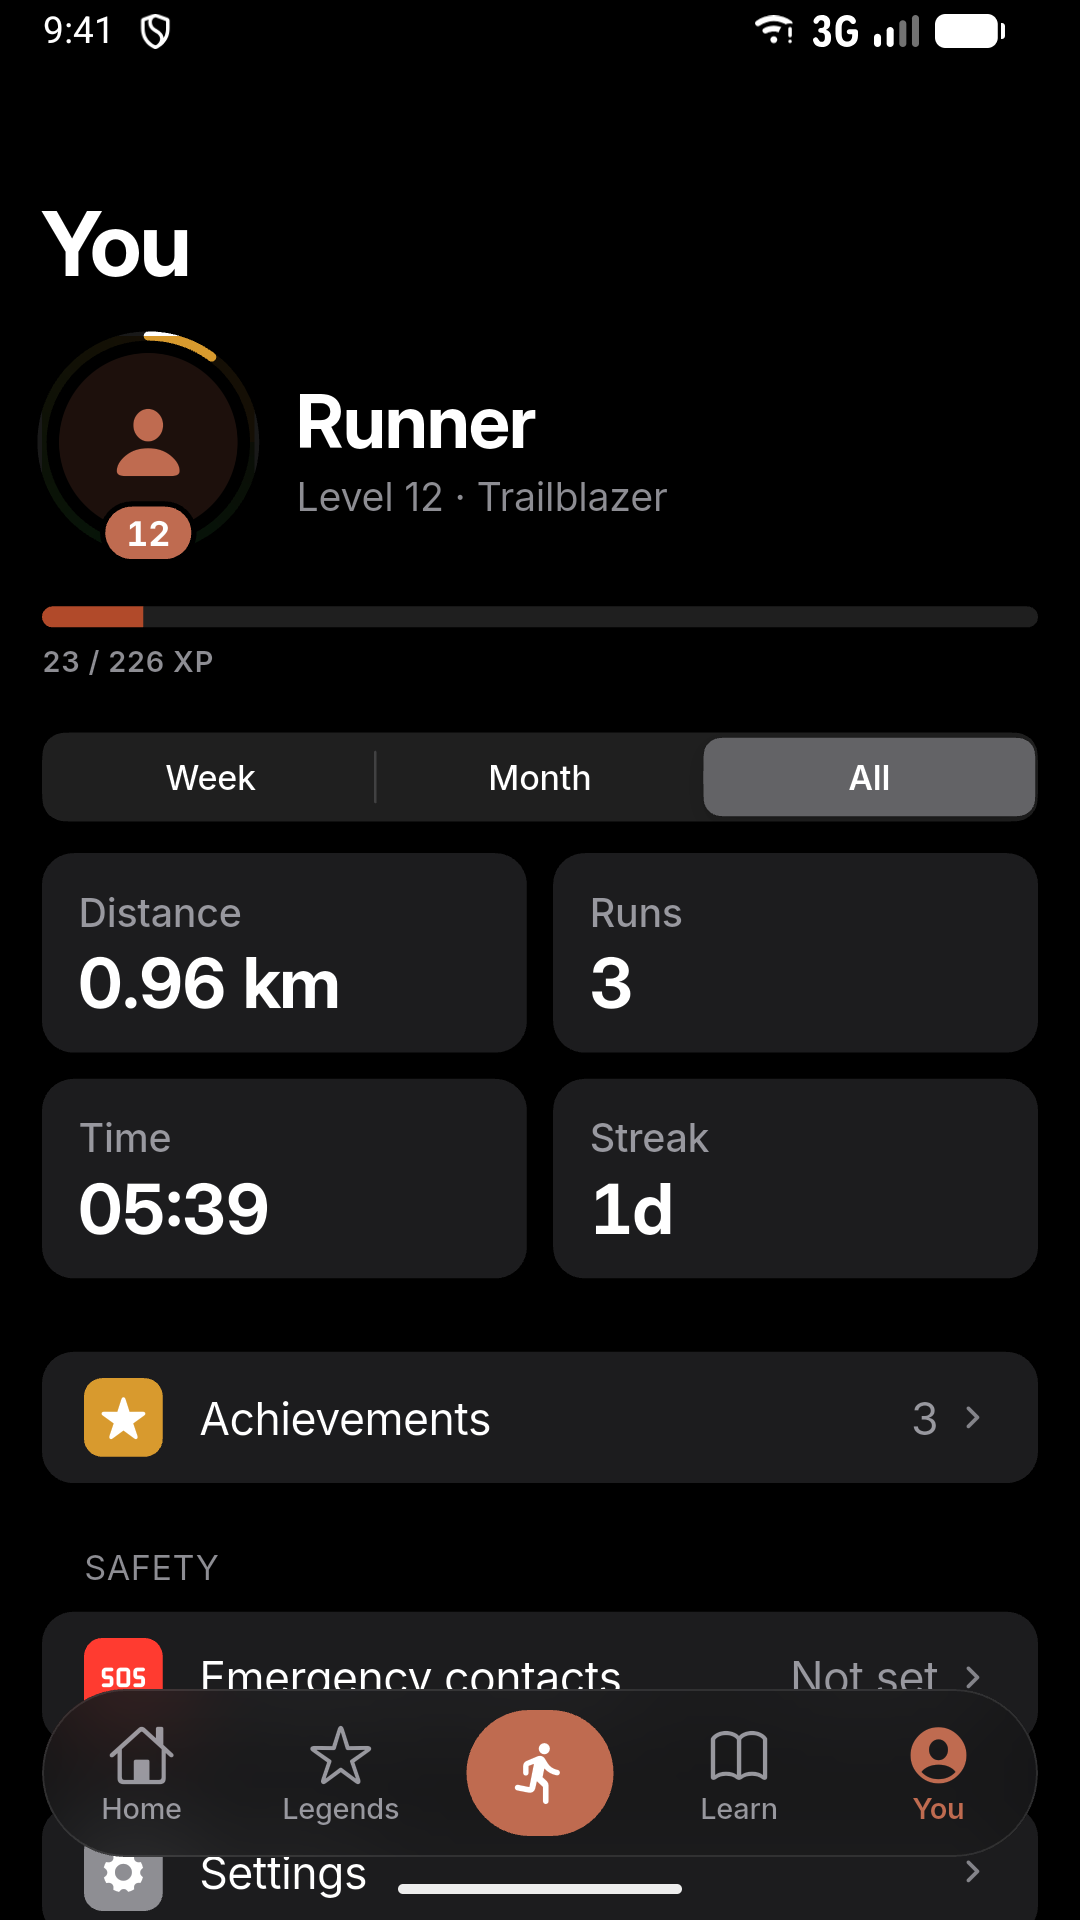 9:41
3G
You
Runner
Level 12 · Trailblazer
12
23 / 226 XP
Week
Month
All
Distance
0.96 km
Runs
3
Time
05:39
Streak
1d
Achievements
3
SAFETY
SOS
Emergency contacts
Not set
Home
Legends
Learn
You
Settings